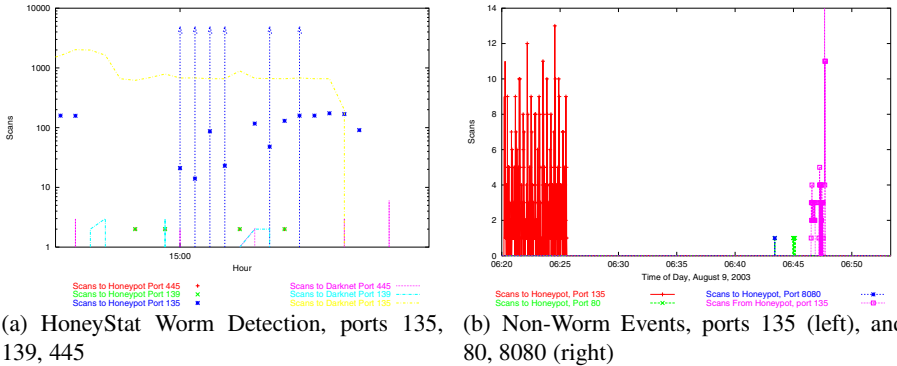 10000
1000
100
10
1
Scans
15:00
Hour
Scans to Honeypot Port 445
Scans to Honeypot Port 139
Scans to Honeypot Port 135
Scans to Darknet Port 445
Scans to Darknet Port 139
Scans to Darknet Port 135
(a) HoneyStat Worm Detection, ports 135,
139, 445
14
12
10
8
6
4
2
0
Scans
06:20
06:25
06:30
06:35
06:40
06:45
06:50
Time of Day, August 9, 2003
Scans to Honeypot, Port 135
Scans to Honeypot, Port 80
Scans to Honeypot, Port 8080
Scans From Honeypot, port 135
(b) Non-Worm Events, ports 135 (left), and
80, 8080 (right)